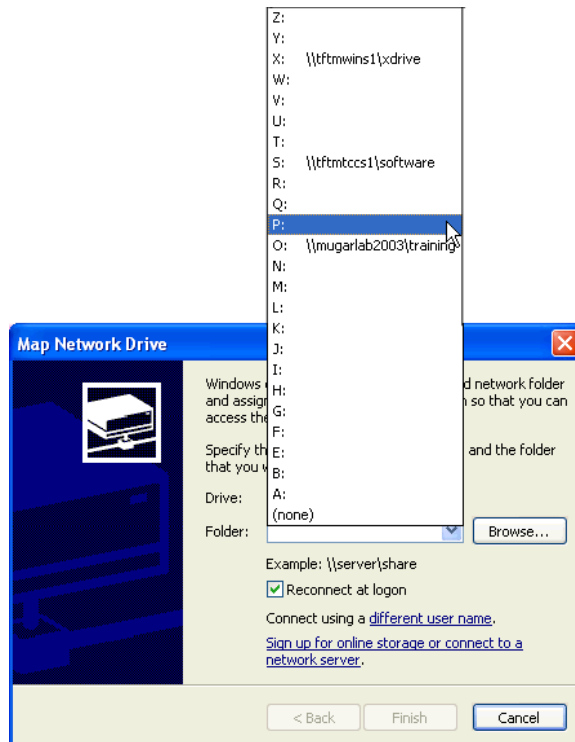 Z:
Y:
X: \\tftmwins1\xdrive
W:
V:
U:
T:
S: \\tftmtccs1\software
R:
Q:
P:
O: \\mugarlab2003\training
N:
M:
L:
K:
J:
I:
H:
G:
F:
E:
B:
A:
(none)
Map Network Drive
Windows d network folder
and assig so that you can
access the
Specify th and the folder
that you
Drive:
Folder:
Browse...
Example: \\server\share
Reconnect at logon
Connect using a different user name.
Sign up for online storage or connect to a
network server.
< Back Finish Cancel